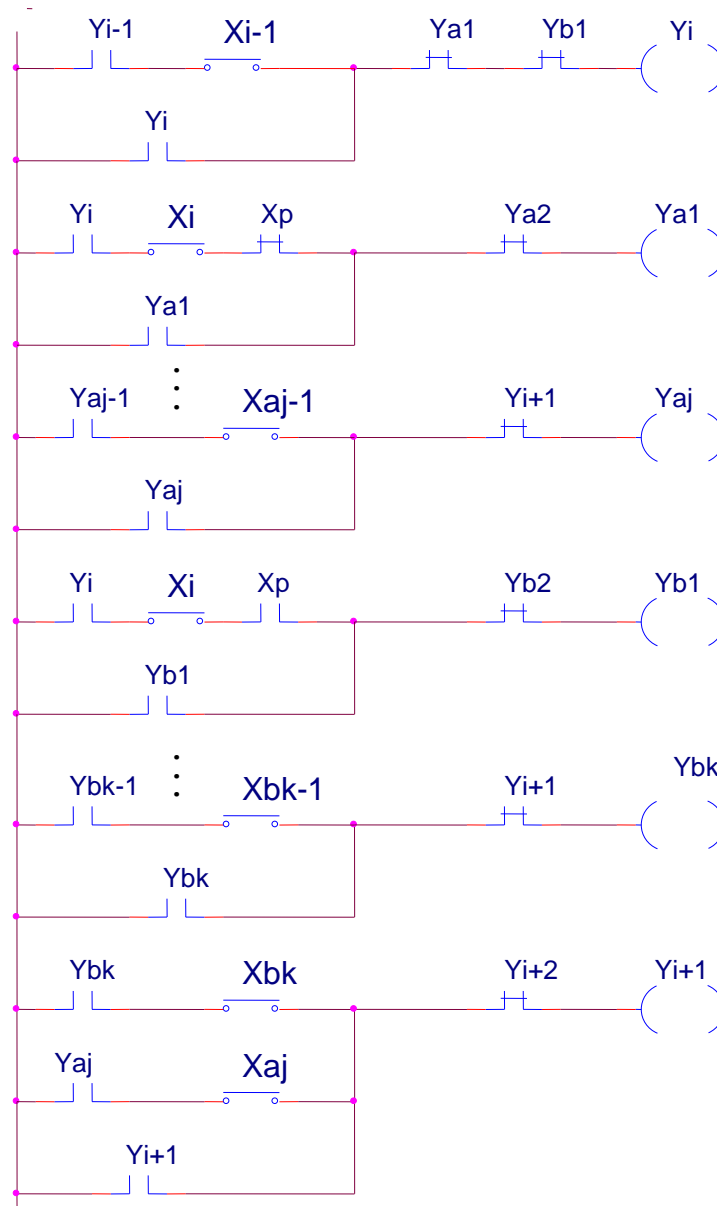 Yi-1 Xi-1 Ya1 Yb1 Yi
Yi
Yi Xi Xp Ya2 Ya1
Ya1
Yaj-1 Xaj-1 Yi+1 Yaj
Yaj
Yi Xi Xp Yb2 Yb1
Yb1
Ybk-1 Xbk-1 Yi+1 Ybk
Ybk
Ybk Xbk Yi+2 Yi+1
Yaj Xaj
Yi+1